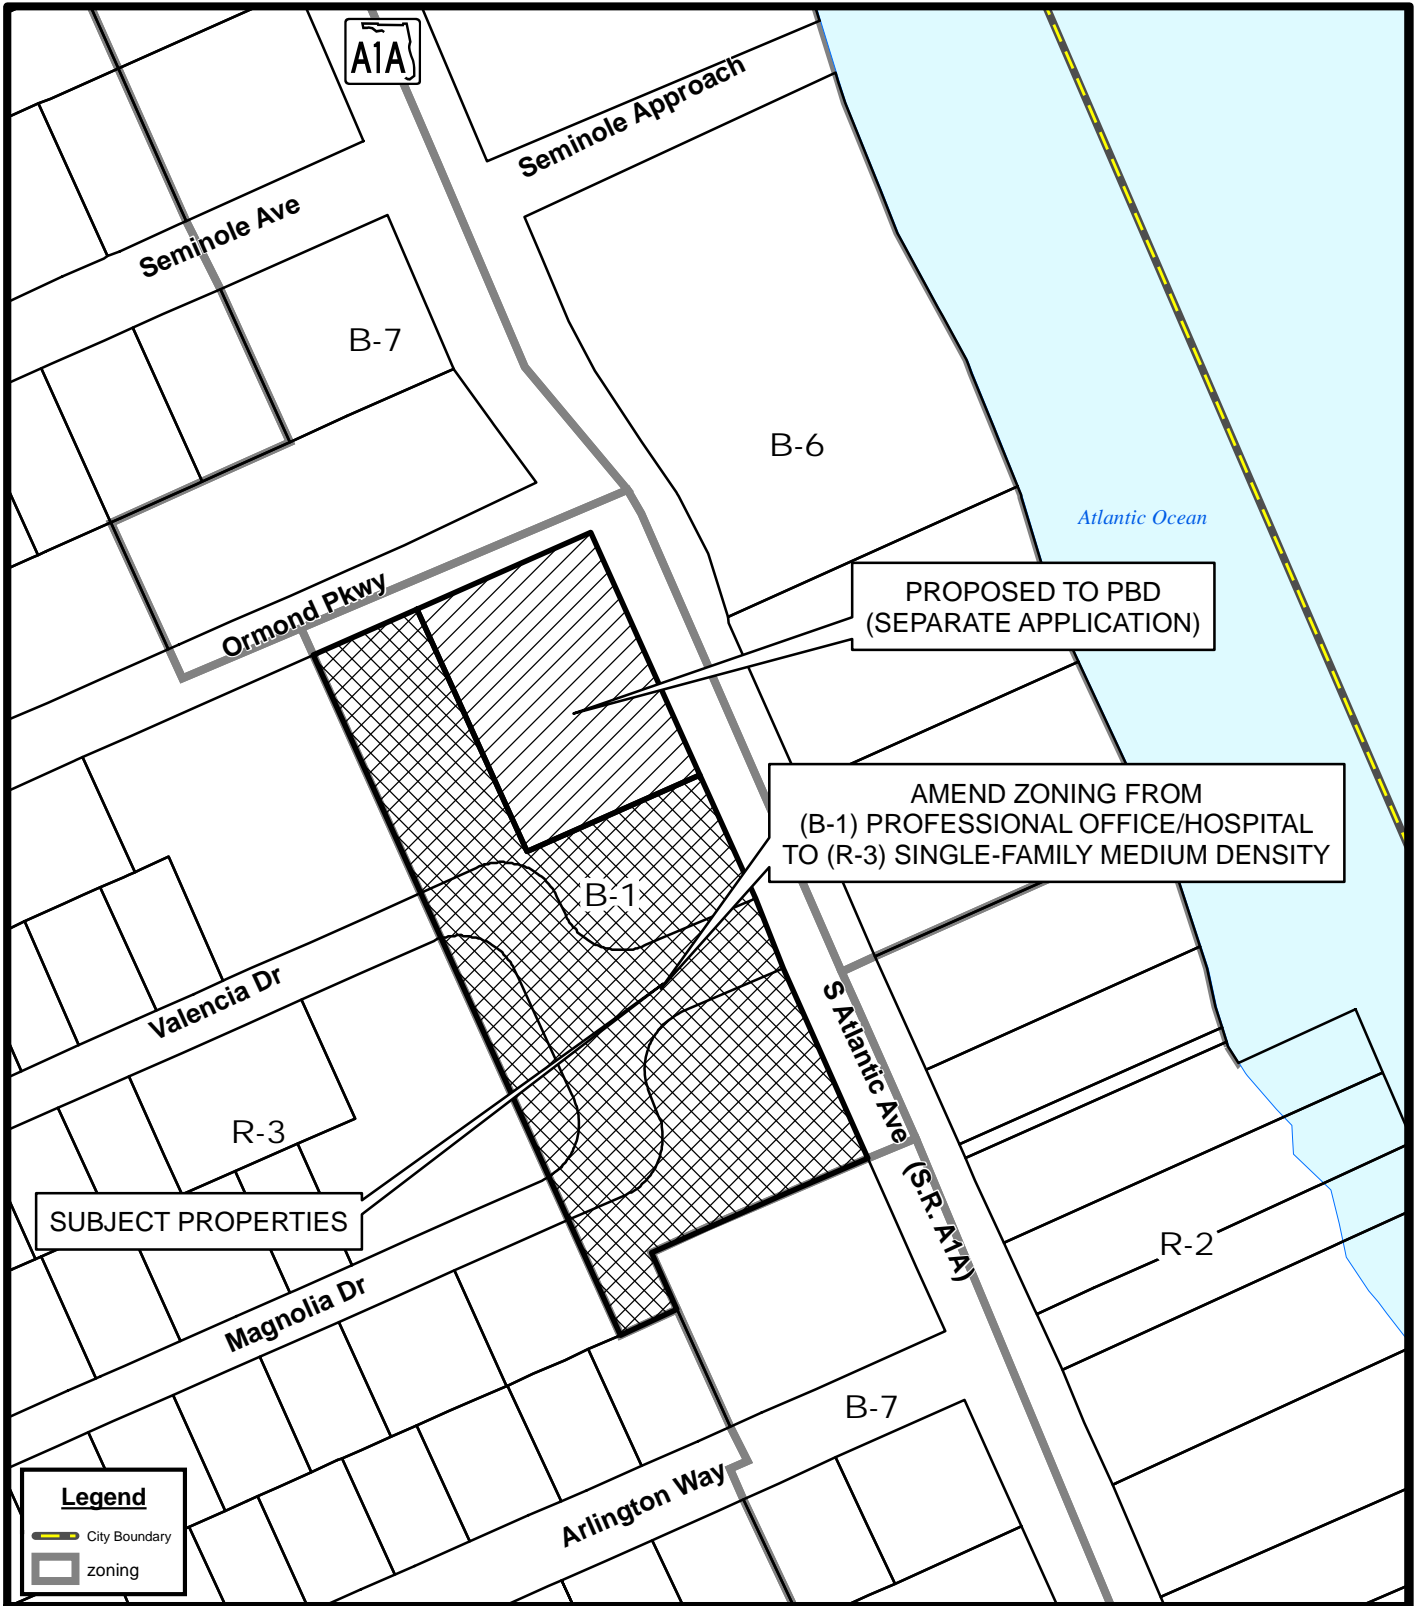 A1A
Seminole Approach
Seminole Ave
B-7
B-6
Atlantic Ocean
PROPOSED TO PBD
(SEPARATE APPLICATION)
Ormond Pkwy
AMEND ZONING FROM
(B-1) PROFESSIONAL OFFICE/HOSPITAL
TO (R-3) SINGLE-FAMILY MEDIUM DENSITY
B-1
Valencia Dr
S Atlantic Ave (S.R. A1A)
R-3
SUBJECT PROPERTIES
R-2
Magnolia Dr
B-7
Arlington Way
Legend
City Boundary
zoning